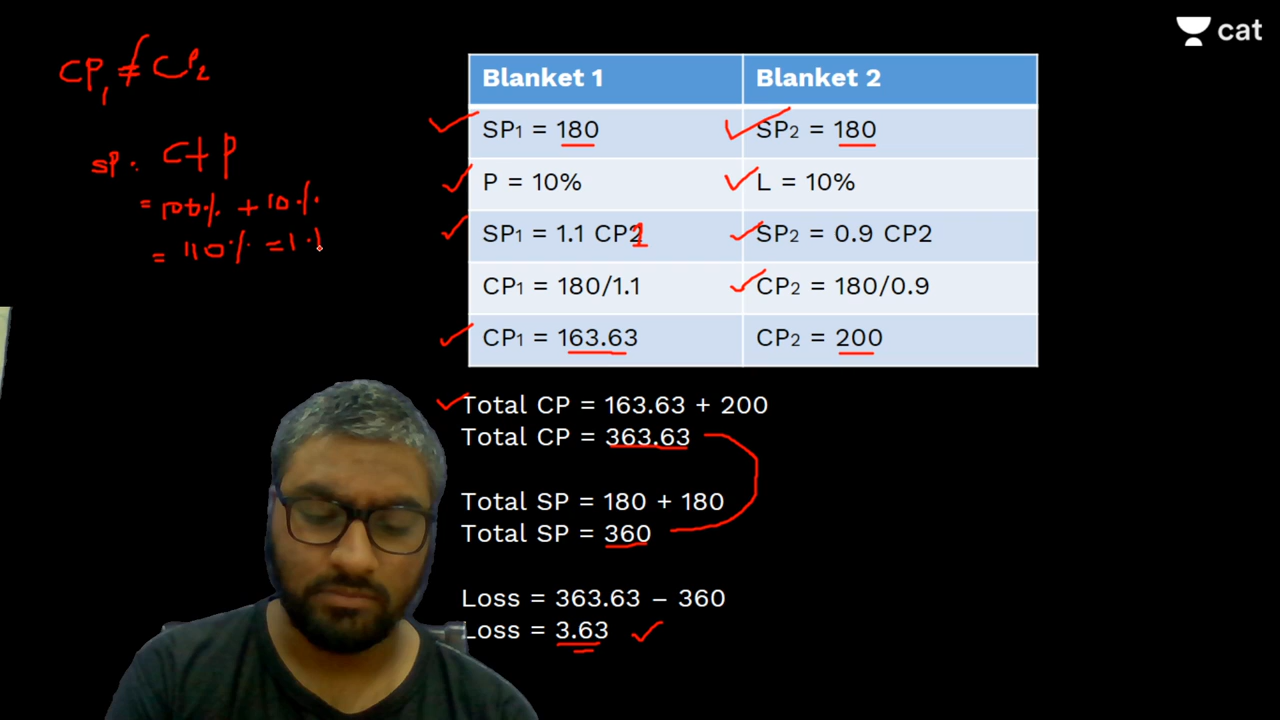 cat
CP1 ≠ CP2
SP: C+P
= 100% + 10%
= 110% = 1.1
Blanket 1 Blanket 2
SP1 = 180 SP2 = 180
P = 10% L = 10%
SP1 = 1.1 CP1 SP2 = 0.9 CP2
CP1 = 180/1.1 CP2 = 180/0.9
CP1 = 163.63 CP2 = 200
Total CP = 163.63 + 200
Total CP = 363.63
Total SP = 180 + 180
Total SP = 360
Loss = 363.63 – 360
Loss = 3.63